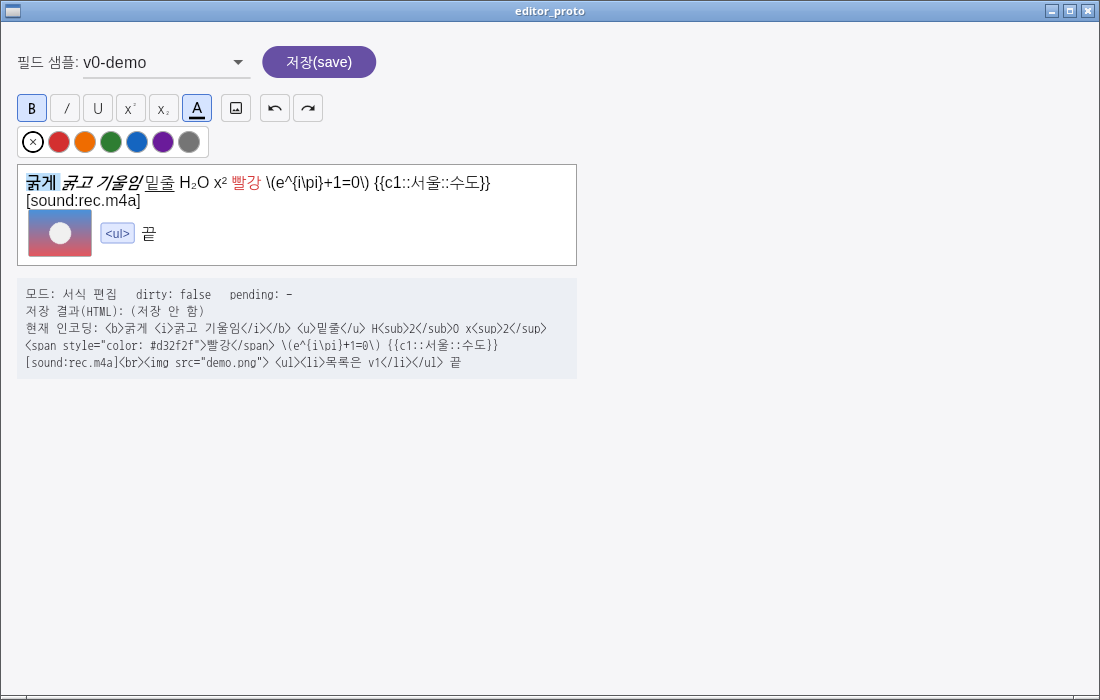 editor_proto
필드 샘플: v0-demo 저장(save)
B / U x² x₂ A
굵게 굵고 기울임 밑줄 H₂O x² 빨강 \(e^{i\pi}+1=0\) {{c1::서울::수도}}
[sound:rec.m4a]
<ul> 끝
모드: 서식 편집 dirty: false pending: –
저장 결과(HTML): (저장 안 함)
현재 인코딩: <b>굵게 <i>굵고 기울임</i></b> <u>밑줄</u> H<sub>2</sub>O x<sup>2</sup>
<span style="color: #d32f2f">빨강</span> \(e^{i\pi}+1=0\) {{c1::서울::수도}}
[sound:rec.m4a]<br><img src="demo.png"> <ul><li>목록은 v1</li></ul> 끝